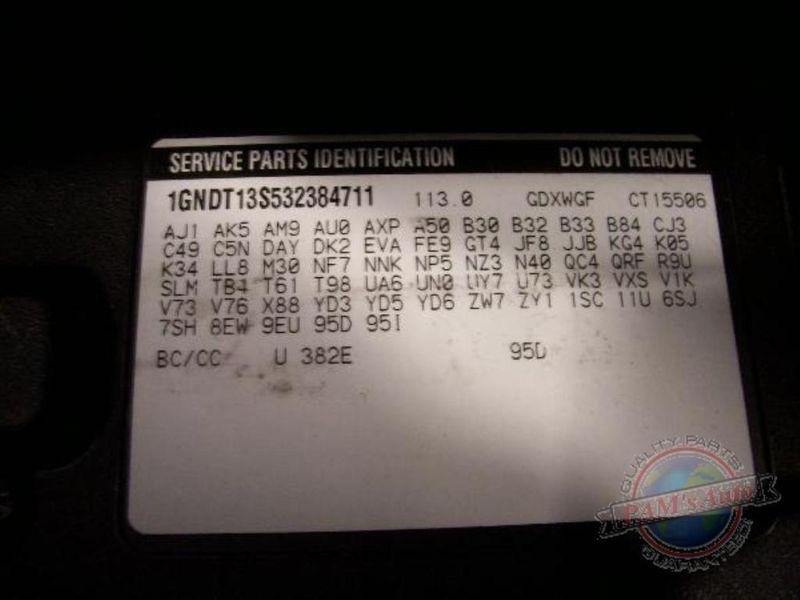 SERVICE PARTS IDENTIFICATION DO NOT REMOVE
1GNDT13S532384711 113.0 GDXWGF CT15506
AJ1 AK5 AM9 AU0 AXP A50 B30 B32 B33 B84 CJ3
C49 C5N DAY DK2 EVA FE9 GT4 JF8 JJB KG4 K05
K34 LL8 M30 NF7 NNK NP5 NZ3 N40 QC4 QRF R9U
SLM TB4 T61 T98 UA6 UN0 UY7 U73 VK3 VXS V1K
V73 V76 X88 YD3 YD5 YD6 ZW7 ZY1 1SC 11U 6SJ
7SH 8EW 9EU 95D 95I
BC/CC U 382E 95D
QUALITY PARTS
PAM's Auto
GUARANTEED!